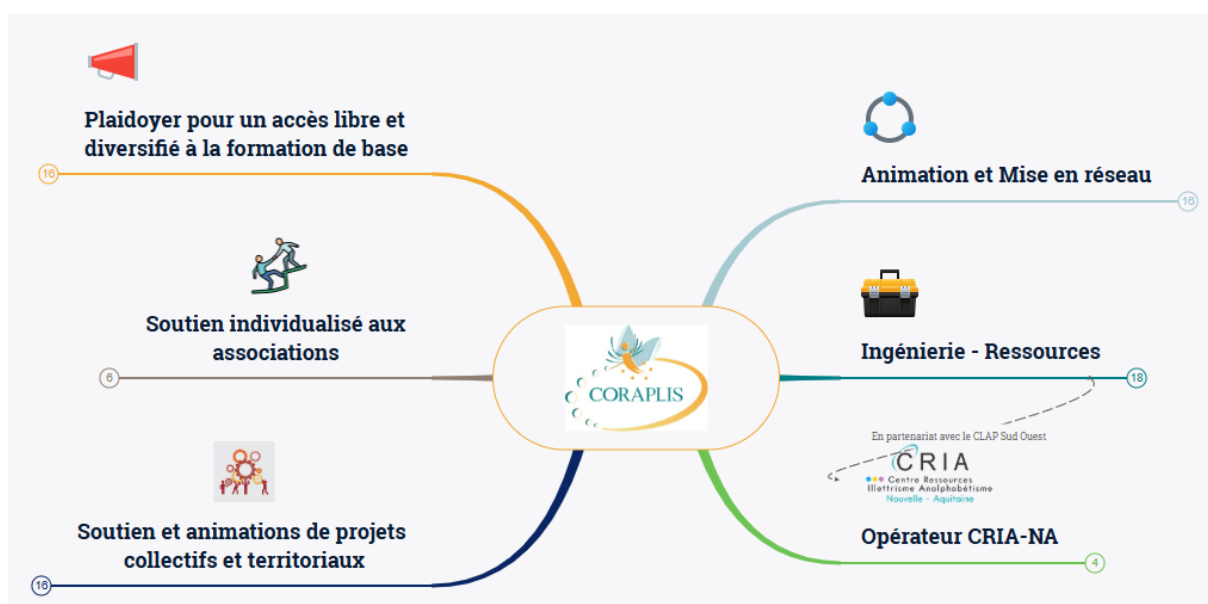 Plaidoyer pour un accès libre et
diversifié à la formation de base
16
Soutien individualisé aux
associations
6
Soutien et animations de projets
collectifs et territoriaux
16
CORAPLIS
Animation et Mise en réseau
16
Ingénierie - Ressources
18
En partenariat avec le CLAP Sud Ouest
CRIA
Centre Ressources
Illettrisme Analphabétisme
Nouvelle - Aquitaine
Opérateur CRIA-NA
4